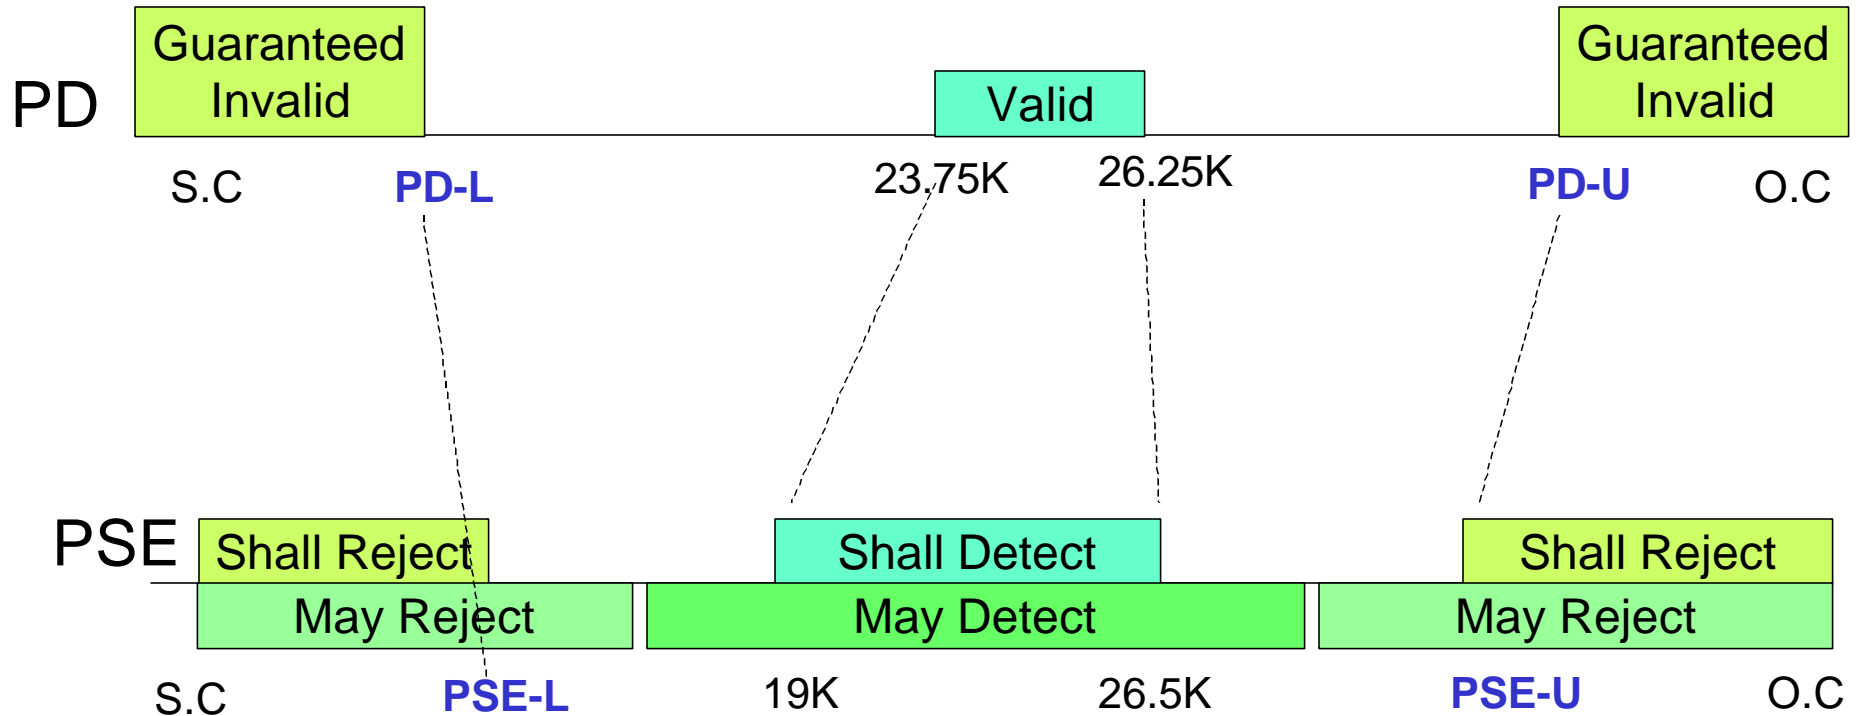 PD
Guaranteed
Invalid
Valid
Guaranteed
Invalid
S.C
PD-L
23.75K
26.25K
PD-U
O.C
PSE
Shall Reject
Shall Detect
Shall Reject
May Reject
May Detect
May Reject
S.C
PSE-L
19K
26.5K
PSE-U
O.C